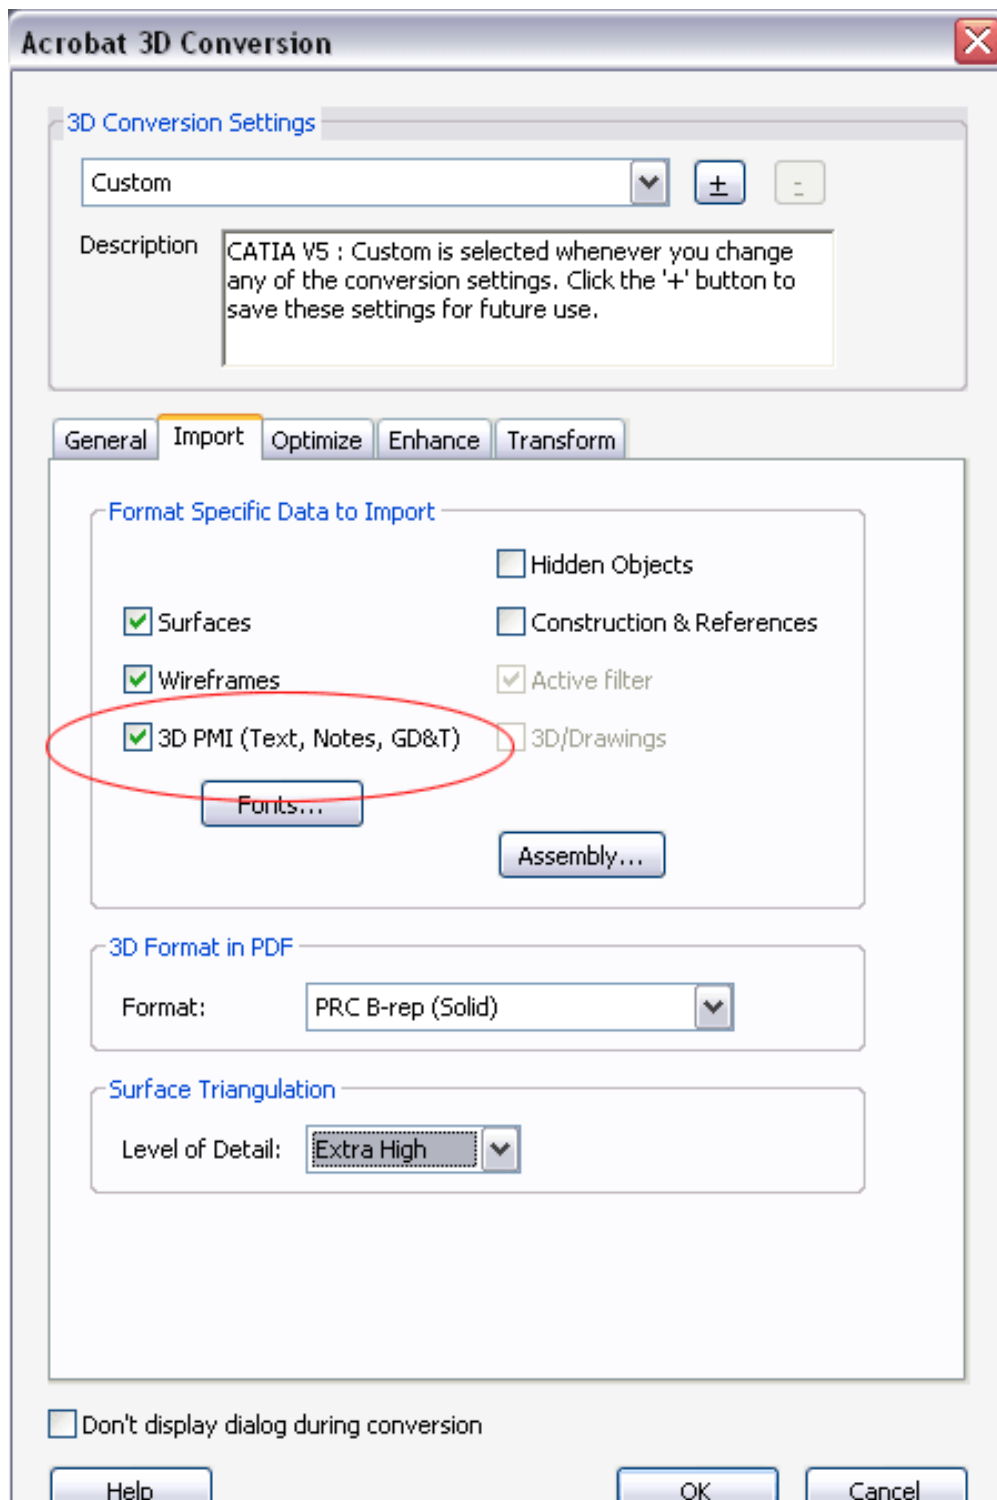 Acrobat 3D Conversion
3D Conversion Settings
Custom
+
-
Description
CATIA V5 : Custom is selected whenever you change
any of the conversion settings. Click the '+' button to
save these settings for future use.
General Import Optimize Enhance Transform
Format Specific Data to Import
Hidden Objects
Surfaces
Construction & References
Wireframes
Active filter
3D PMI (Text, Notes, GD&T)
3D/Drawings
Fonts...
Assembly...
3D Format in PDF
Format: PRC B-rep (Solid)
Surface Triangulation
Level of Detail: Extra High
Don't display dialog during conversion
Help OK Cancel